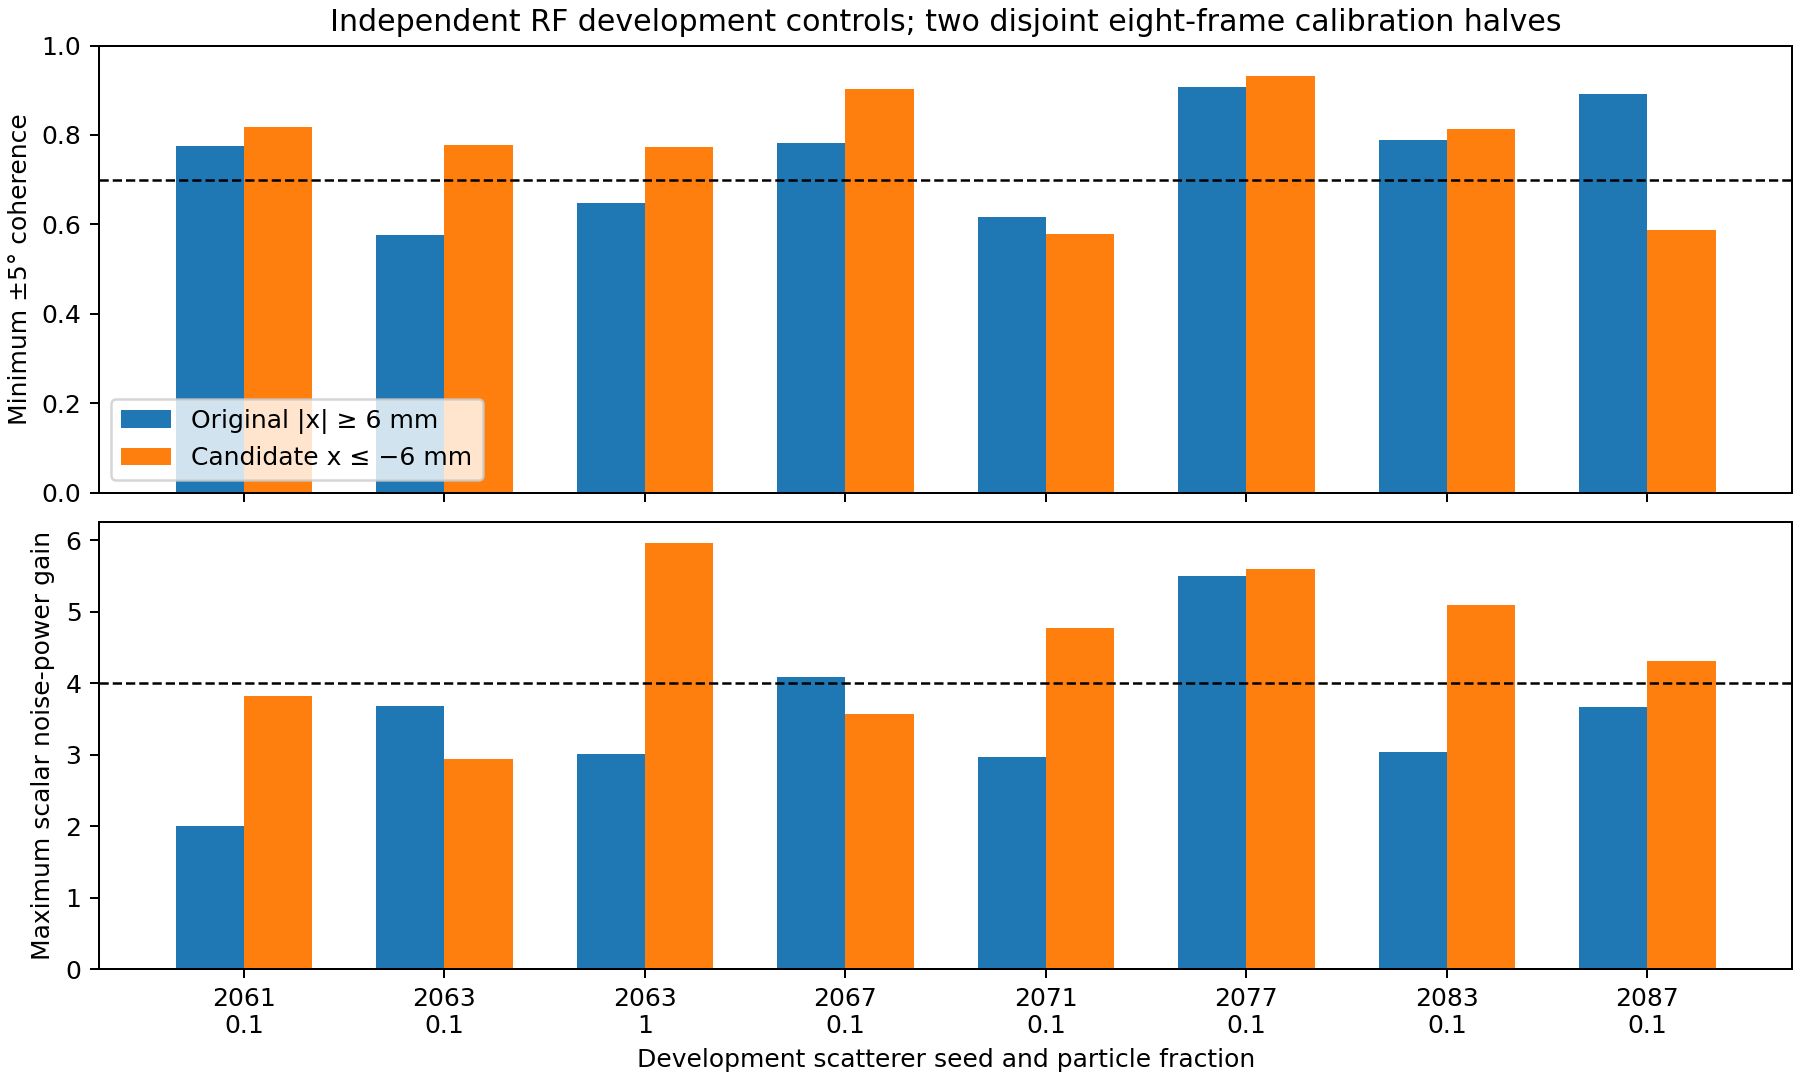 Independent RF development controls; two disjoint eight-frame calibration halves
Minimum ±5° coherence
1.0
0.8
0.6
0.4
0.2
0.0
Original |x| ≥ 6 mm
Candidate x ≤ −6 mm
Maximum scalar noise-power gain
6
5
4
3
2
1
0
2061 2063 2063 2067 2071 2077 2083 2087
0.1 0.1 1 0.1 0.1 0.1 0.1 0.1
Development scatterer seed and particle fraction